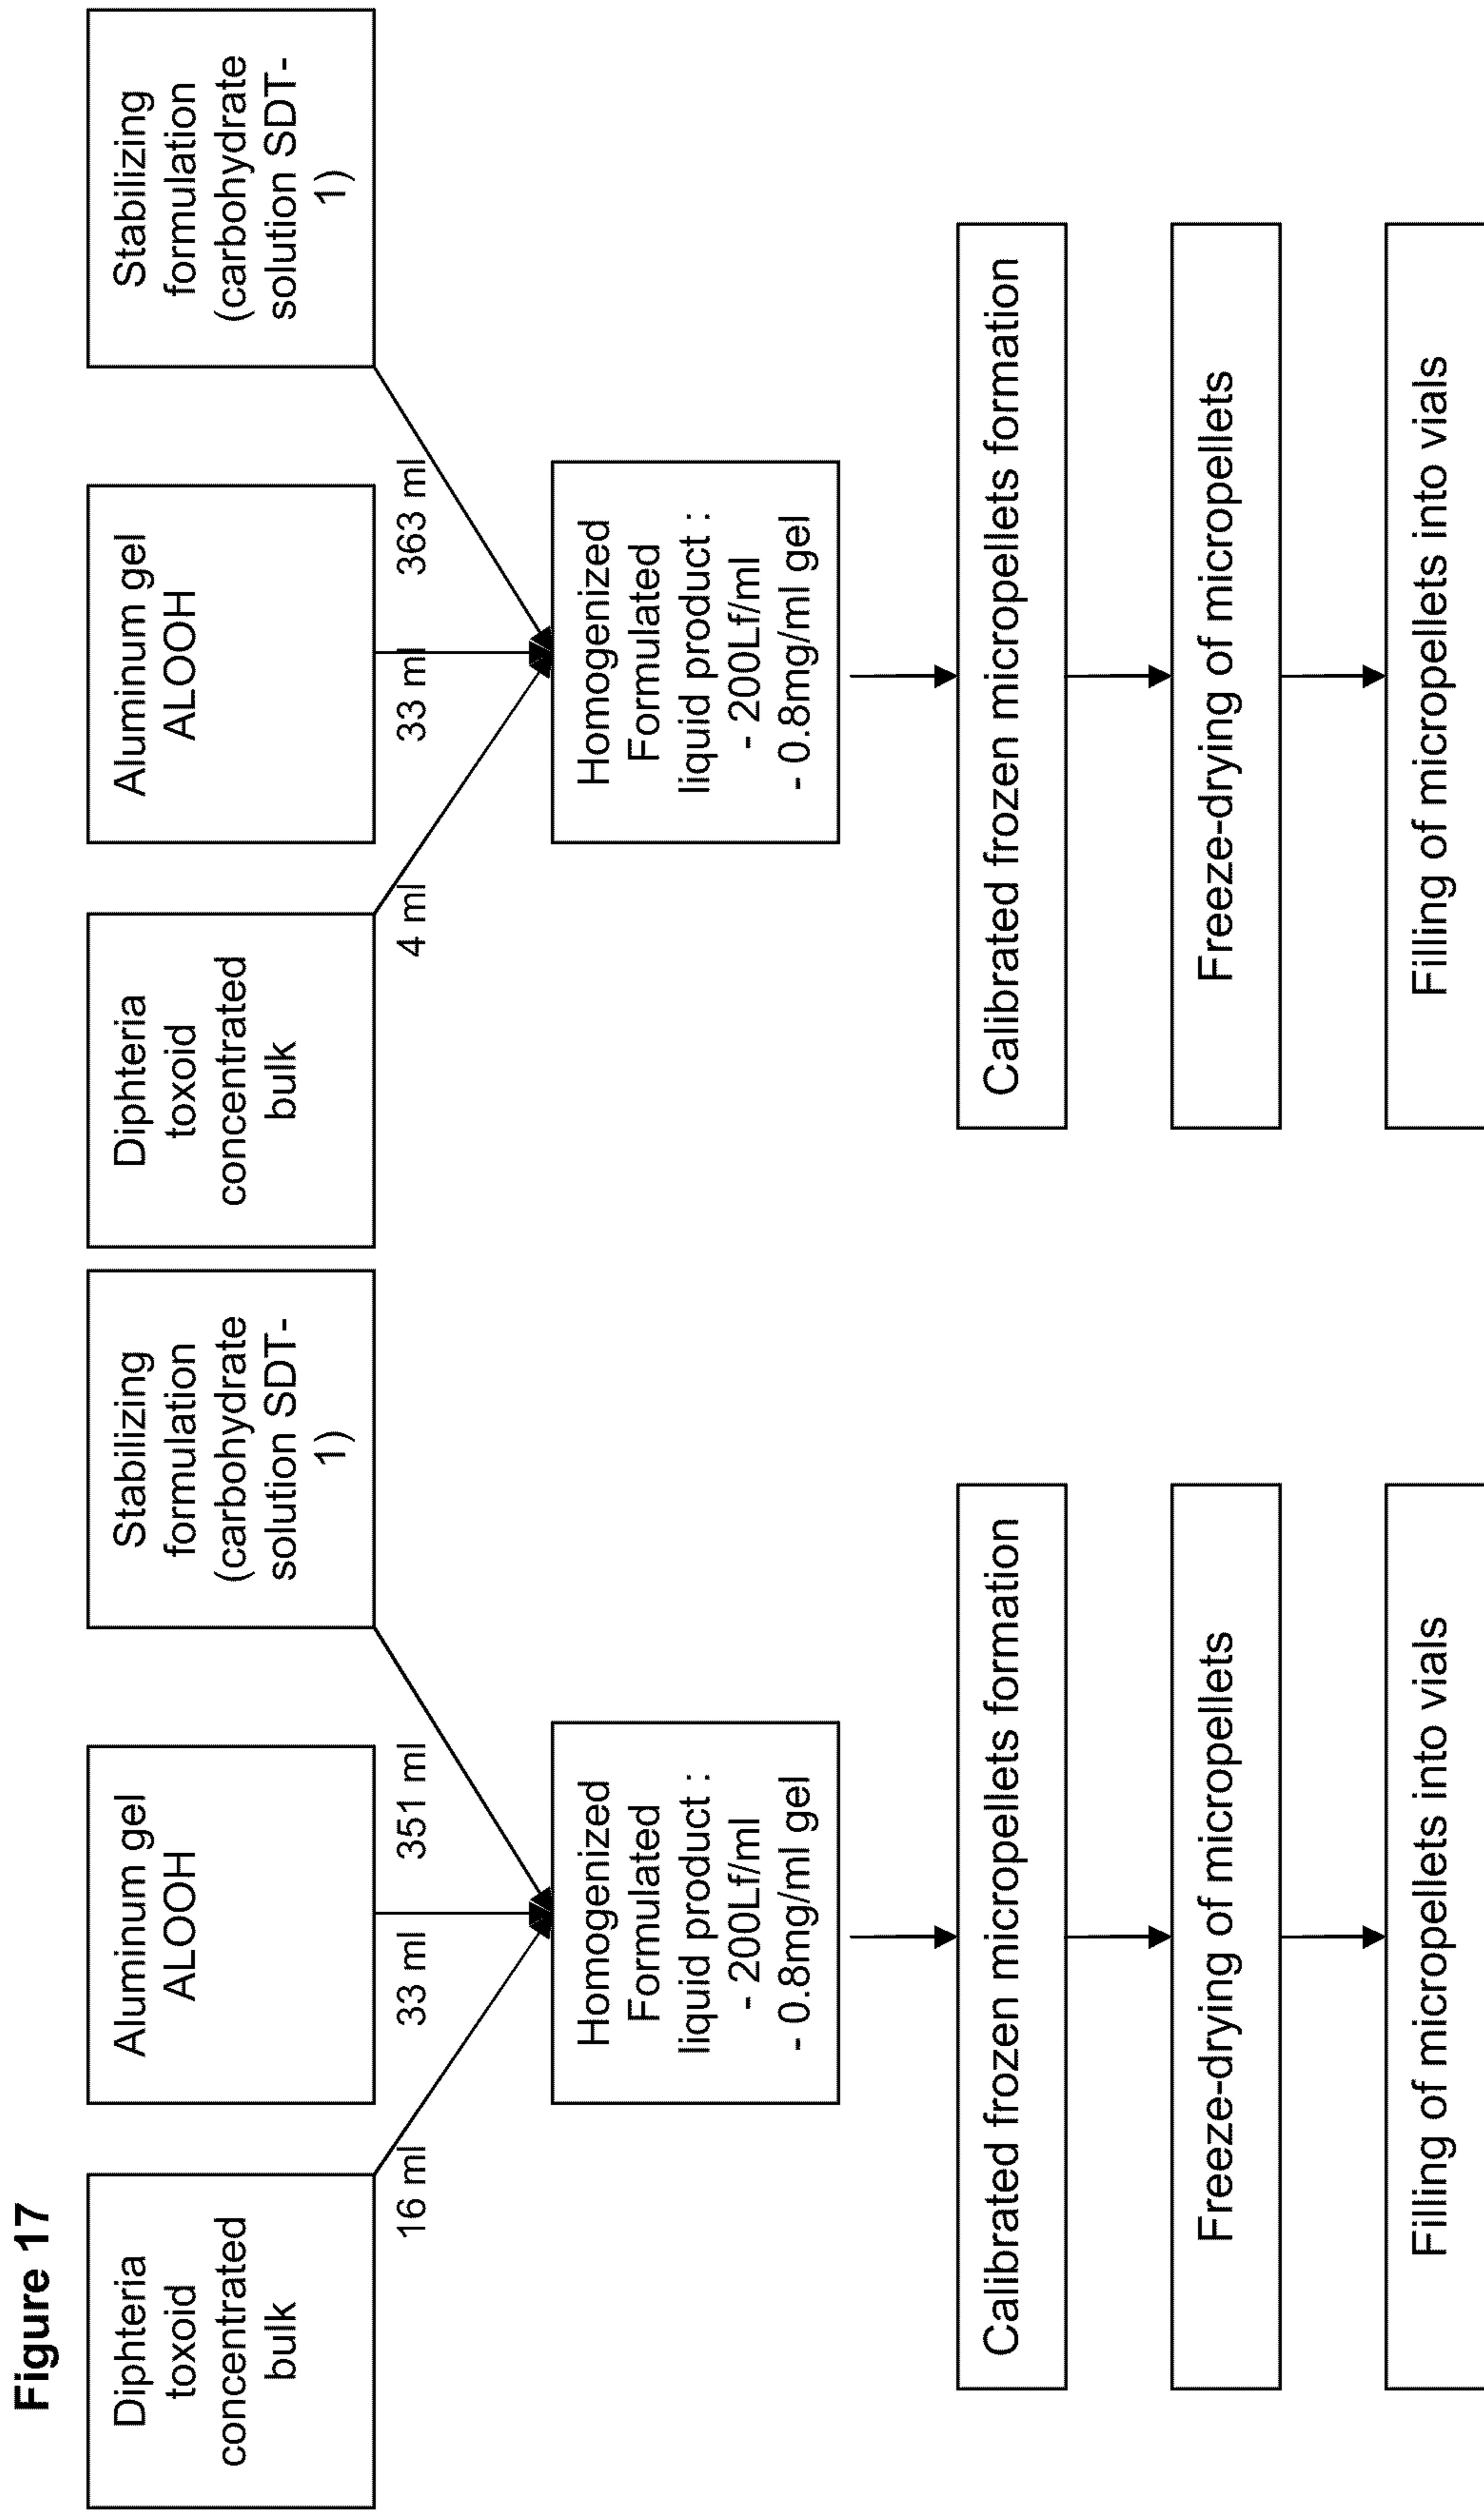 Figure 17
Diphteria
toxoid
concentrated
bulk
Aluminum gel
ALOOH
Stabilizing
formulation
(carbohydrate
solution SDT-
1)
16 ml
33 ml
351 ml
Homogenized
Formulated
liquid product :
- 200Lf/ml
- 0.8mg/ml gel
Calibrated frozen micropellets formation
Freeze-drying of micropellets
Filling of micropellets into vials
Diphteria
toxoid
concentrated
bulk
Aluminum gel
ALOOH
Stabilizing
formulation
(carbohydrate
solution SDT-
1)
4 ml
33 ml
363 ml
Homogenized
Formulated
liquid product :
- 200Lf/ml
- 0.8mg/ml gel
Calibrated frozen micropellets formation
Freeze-drying of micropellets
Filling of micropellets into vials